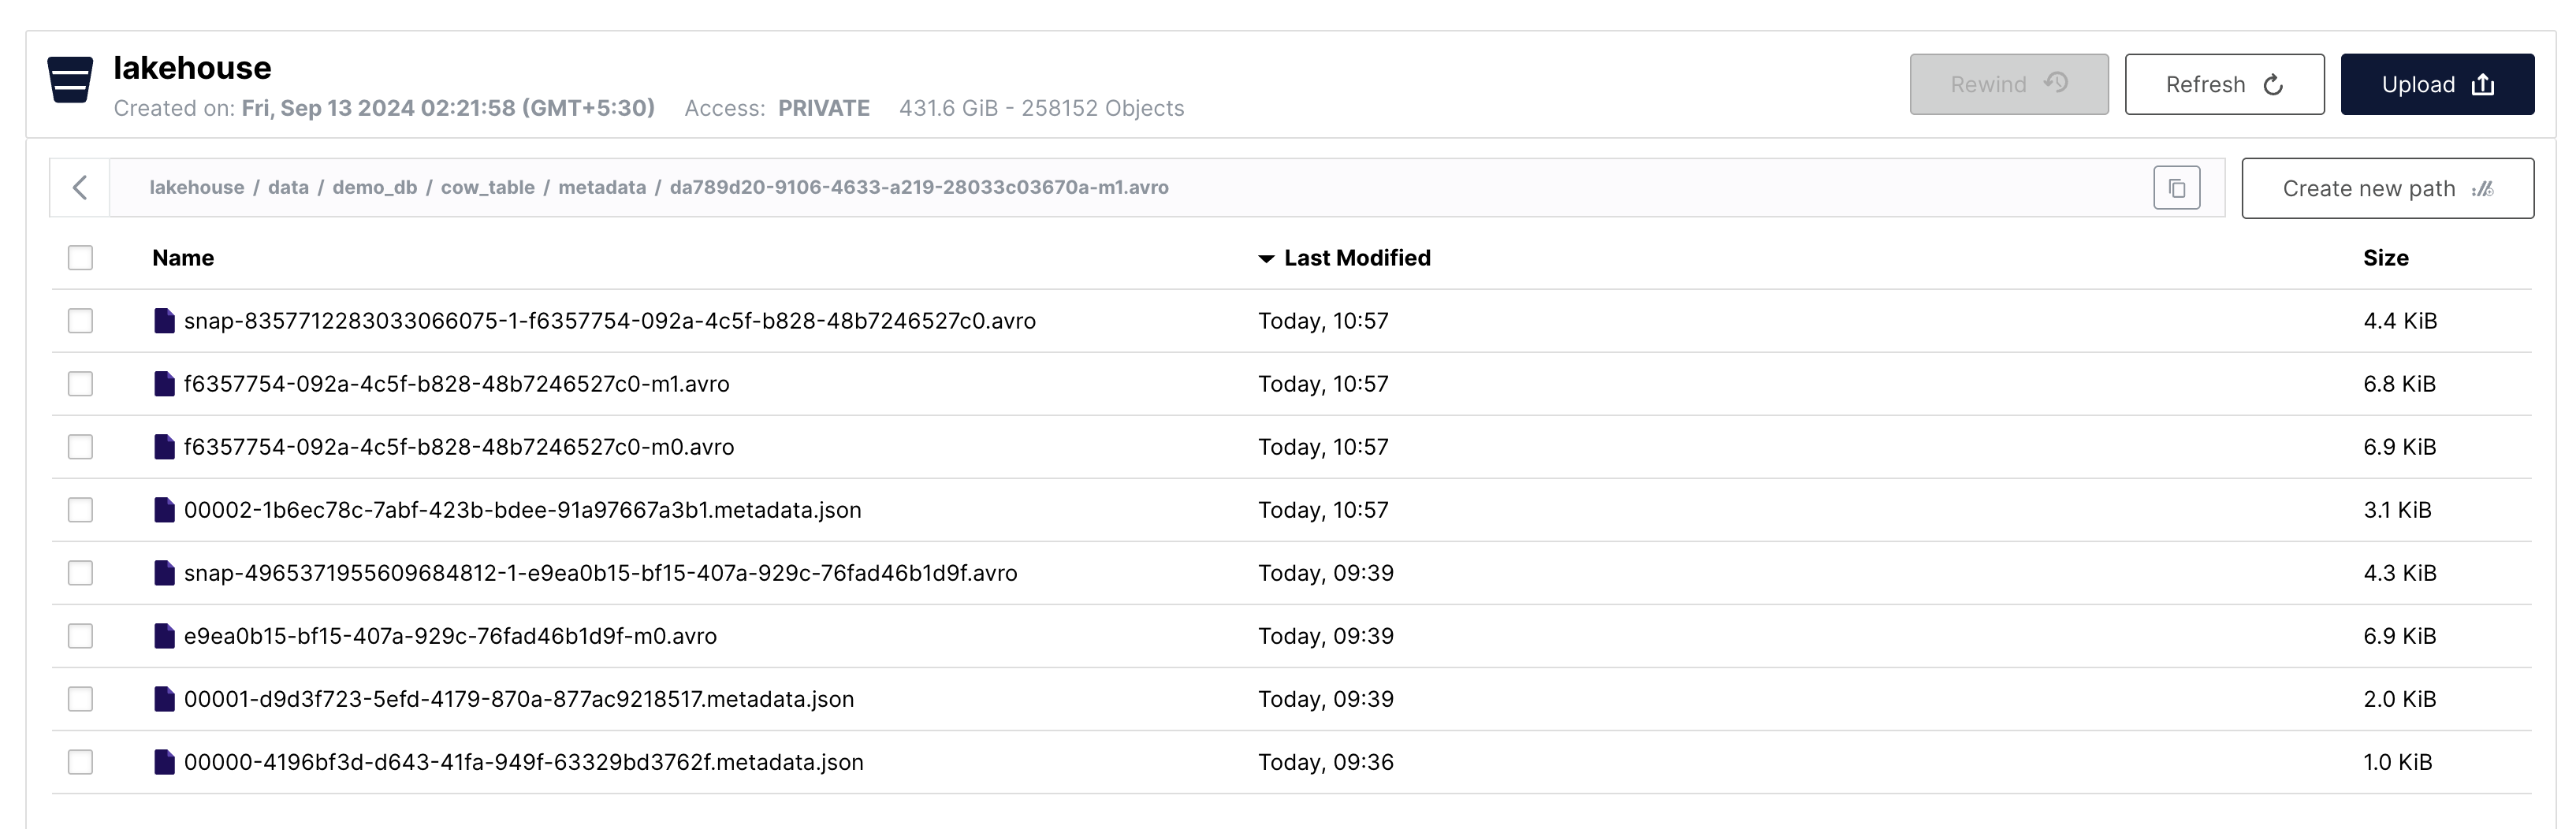 lakehouse
Created on: Fri, Sep 13 2024 02:21:58 (GMT+5:30) Access: PRIVATE 431.6 GiB - 258152 Objects
Rewind Refresh Upload
lakehouse / data / demo_db / cow_table / metadata / da789d20-9106-4633-a219-28033c03670a-m1.avro
Create new path
Name Last Modified Size
snap-8357712283033066075-1-f6357754-092a-4c5f-b828-48b7246527c0.avro Today, 10:57 4.4 KiB
f6357754-092a-4c5f-b828-48b7246527c0-m1.avro Today, 10:57 6.8 KiB
f6357754-092a-4c5f-b828-48b7246527c0-m0.avro Today, 10:57 6.9 KiB
00002-1b6ec78c-7abf-423b-bdee-91a97667a3b1.metadata.json Today, 10:57 3.1 KiB
snap-4965371955609684812-1-e9ea0b15-bf15-407a-929c-76fad46b1d9f.avro Today, 09:39 4.3 KiB
e9ea0b15-bf15-407a-929c-76fad46b1d9f-m0.avro Today, 09:39 6.9 KiB
00001-d9d3f723-5efd-4179-870a-877ac9218517.metadata.json Today, 09:39 2.0 KiB
00000-4196bf3d-d643-41fa-949f-63329bd3762f.metadata.json Today, 09:36 1.0 KiB